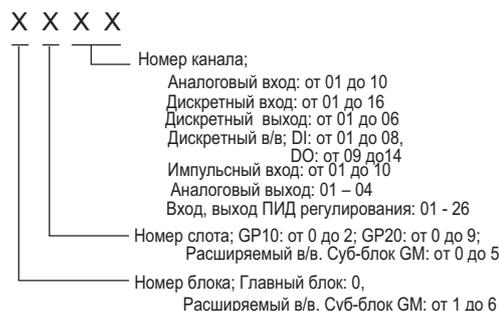 X X X X
Номер канала;
Аналоговый вход: от 01 до 10
Дискретный вход: от 01 до 16
Дискретный выход: от 01 до 06
Дискретный в/в; DI: от 01 до 08,
DO: от 09 до14
Импульсный вход: от 01 до 10
Аналоговый выход: 01 – 04
Вход, выход ПИД регулирования: 01 - 26
Номер слота; GP10: от 0 до 2; GP20: от 0 до 9;
Расширяемый в/в. Суб-блок GM: от 0 до 5
Номер блока; Главный блок: 0,
Расширяемый в/в. Суб-блок GM: от 1 до 6